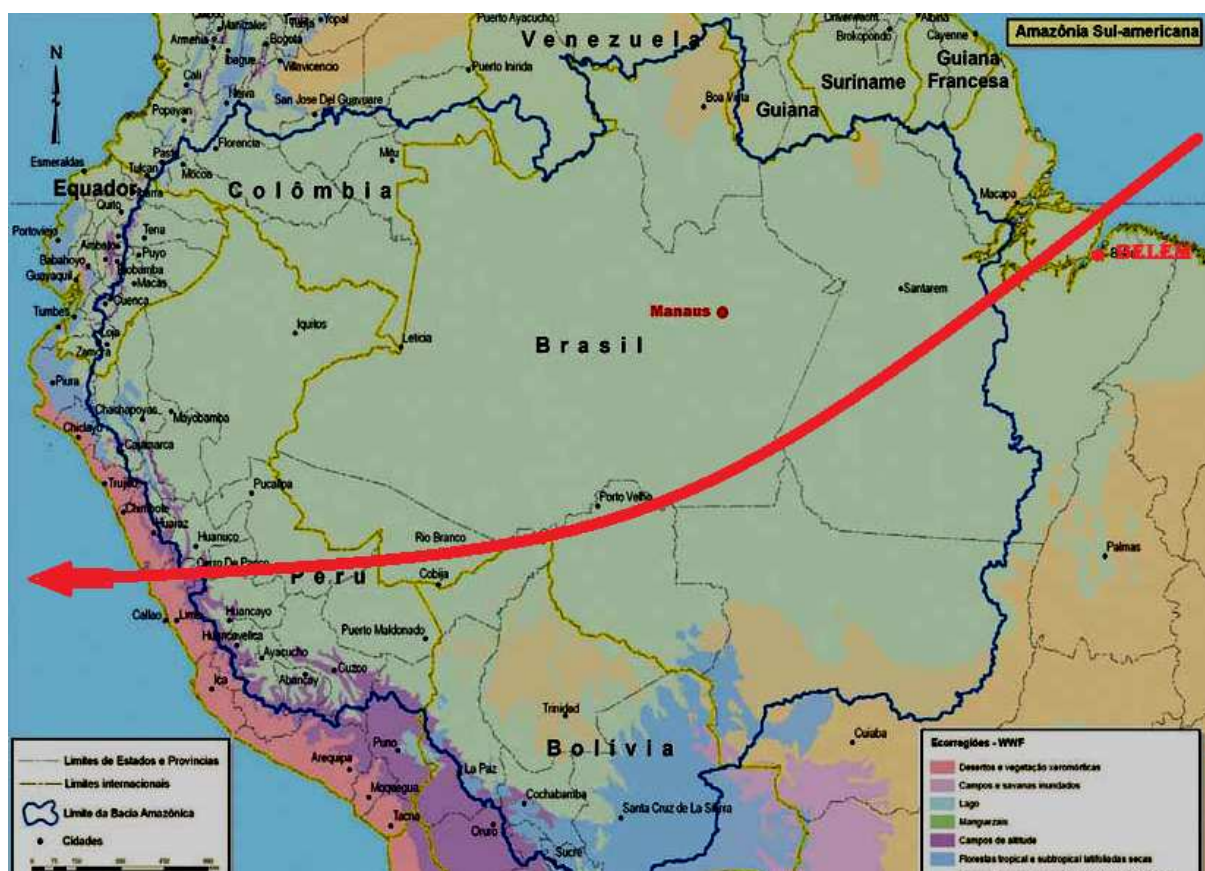 Amazônia Sul-americana
Manizales
Yopal
Puerto Ayacucho
Albina
Armenia
Bogota
Venezuela
Brokopondo
Cayenne
Ibague
Villavicencio
Puerto Inirida
Guiana
Francesa
Cali
Suriname
Neiva
San Jose Del Guaviare
Boa Vista
Guiana
Popayan
Florencia
Pasto
Mitu
Esmeraldas
Tulcan
Mocoa
Equador
Ibarra
Colômbia
Macapa
Quito
Portoviejo
Tena
Ambato
Puyo
BELÉM
Babahoyo
Riobamba
Guayaquil
Macas
Santarem
Cuenca
Tumbes
Manaus
Iquitos
Loja
Leticia
Brasil
Zamora
Piura
Chachapoyas
Moyobamba
Chiclayo
Cajamarca
Trujillo
Pucallpa
Porto Velho
Chimbote
Huaraz
Huanuco
Rio Branco
Palmas
Cerro De Pasco
Peru
Cobija
Callao
Lima
Huancayo
Huancavelica
Puerto Maldonado
Ayacucho
Abancay
Cuzco
Ica
Trinidad
Puno
Bolívia
Cuiaba
Arequipa
La Paz
Moquegua
Cochabamba
Santa Cruz De La Sierra
Tacna
Oruro
Sucre
N
Limites de Estados e Provincias
Limites internacionais
Limite da Bacia Amazônica
Cidades
Ecorregiões - WWF
Desertos e vegetação xeromórficas
Campos e savanas inundados
Lago
Manguezais
Campos de altitude
Florestas tropical e subtropical latifoliadas secas